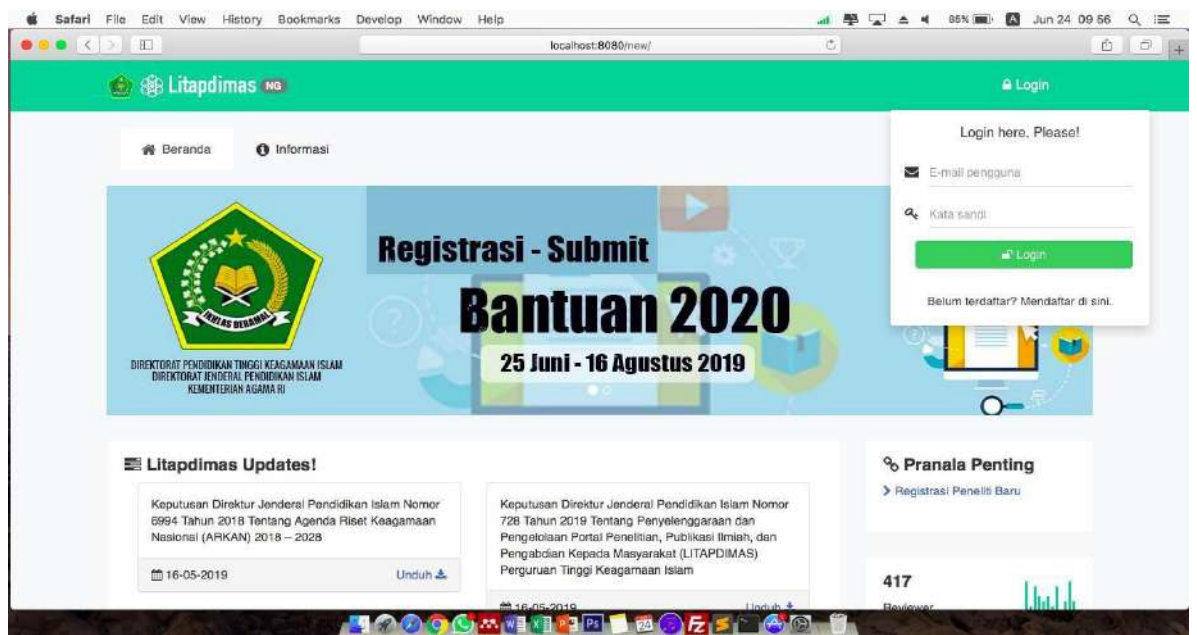 Safari File Edit View History Bookmarks Develop Window Help 85% A Jun 24 09 56
localhost:8080/new/
Litapdimas NG
Login
Beranda
Informasi
Login here, Please!
E-mail pengguna
Kata sandi
Login
Belum terdaftar? Mendaftar di sini.
IKHLAS BERAMAL
DIREKTORAT PENDIDIKAN TINGGI KEAGAMAAN ISLAM
DIREKTORAT JENDERAL PENDIDIKAN ISLAM
KEMENTERIAN AGAMA RI
Registrasi - Submit
Bantuan 2020
25 Juni - 16 Agustus 2019
Litapdimas Updates!
Keputusan Direktur Jenderal Pendidikan Islam Nomor
6994 Tahun 2018 Tentang Agenda Riset Keagamaan
Nasional (ARKAN) 2018 – 2028
16-05-2019 Unduh
Keputusan Direktur Jenderal Pendidikan Islam Nomor
728 Tahun 2019 Tentang Penyelenggaraan dan
Pengelolaan Portal Penelitian, Publikasi Ilmiah, dan
Pengabdian Kepada Masyarakat (LITAPDIMAS)
Perguruan Tinggi Keagamaan Islam
16-05-2019 Unduh
Pranala Penting
Registrasi Peneliti Baru
417
Reviewer
W X P Ps Fz S